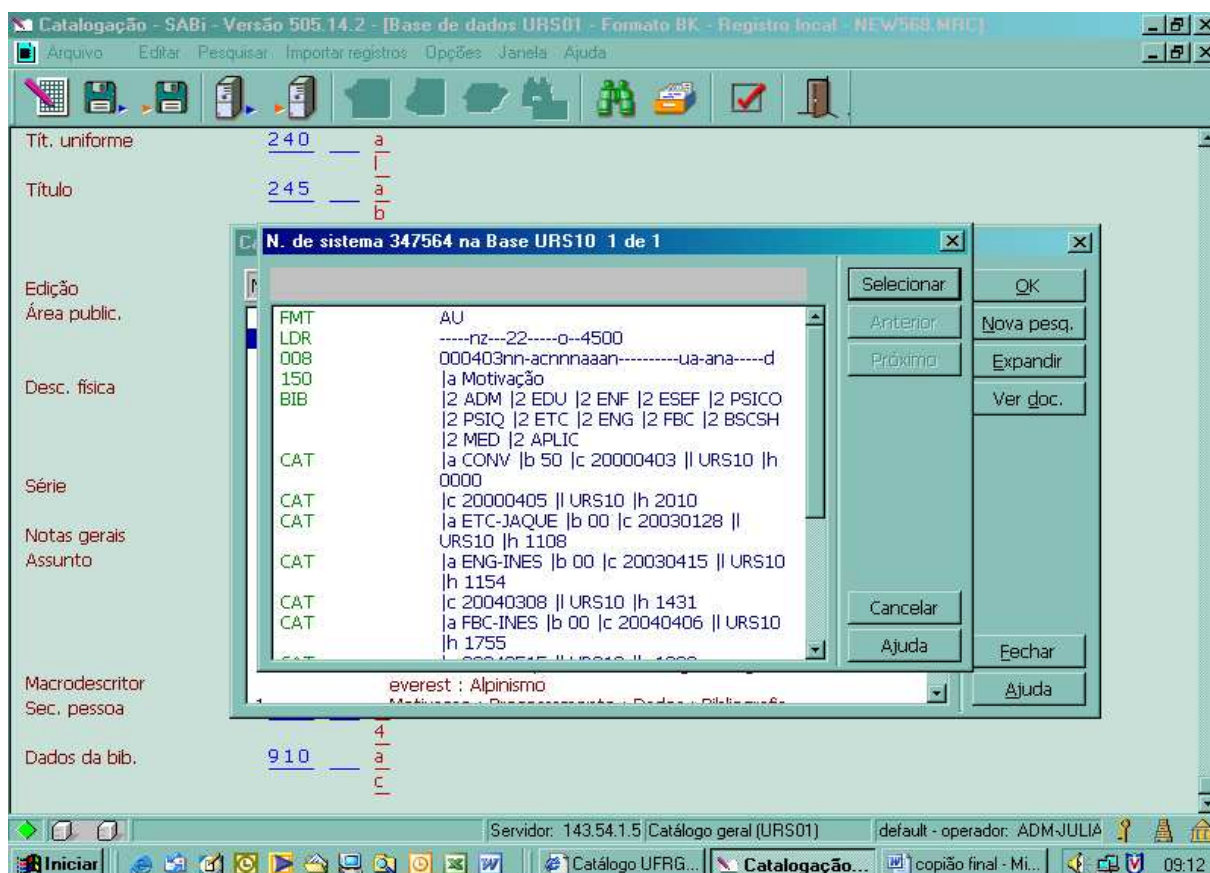 Catalogação - SABi - Versão 505.14.2 - [Base de dados URS01 - Formato BK - Registro local - NEW568.MRC]
Arquivo Editar Pesquisar Importar registros Opções Janela Ajuda
Tít. uniforme 240 a
l
Título 245 a
b
N. de sistema 347564 na Base URS10 1 de 1
Selecionar OK
Edição
Área public.
FMT AU
Anterior Nova pesq.
LDR -----nz---22-----o--4500
008 000403nn-acnnnaaan----------ua-ana-----d
Próximo Expandir
150 |a Motivação
Desc. física
BIB |2 ADM |2 EDU |2 ENF |2 ESEF |2 PSICO
Ver doc.
|2 PSIQ |2 ETC |2 ENG |2 FBC |2 BSCSH
|2 MED |2 APLIC
CAT |a CONV |b 50 |c 20000403 |l URS10 |h
0000
Série
CAT |c 20000405 |l URS10 |h 2010
CAT |a ETC-JAQUE |b 00 |c 20030128 |l
Notas gerais
URS10 |h 1108
Assunto
CAT |a ENG-INES |b 00 |c 20030415 |l URS10
|h 1154
CAT |c 20040308 |l URS10 |h 1431
Cancelar
CAT |a FBC-INES |b 00 |c 20040406 |l URS10
|h 1755
Ajuda Fechar
Macrodescritor
everest : Alpinismo
Ajuda
Sec. pessoa
4
Dados da bib. 910 a
c
Servidor: 143.54.1.5 Catálogo geral (URS01) default - operador: ADM-JULIA
Iniciar Catálogo UFRG... Catalogação... copião final - Mi... 09:12